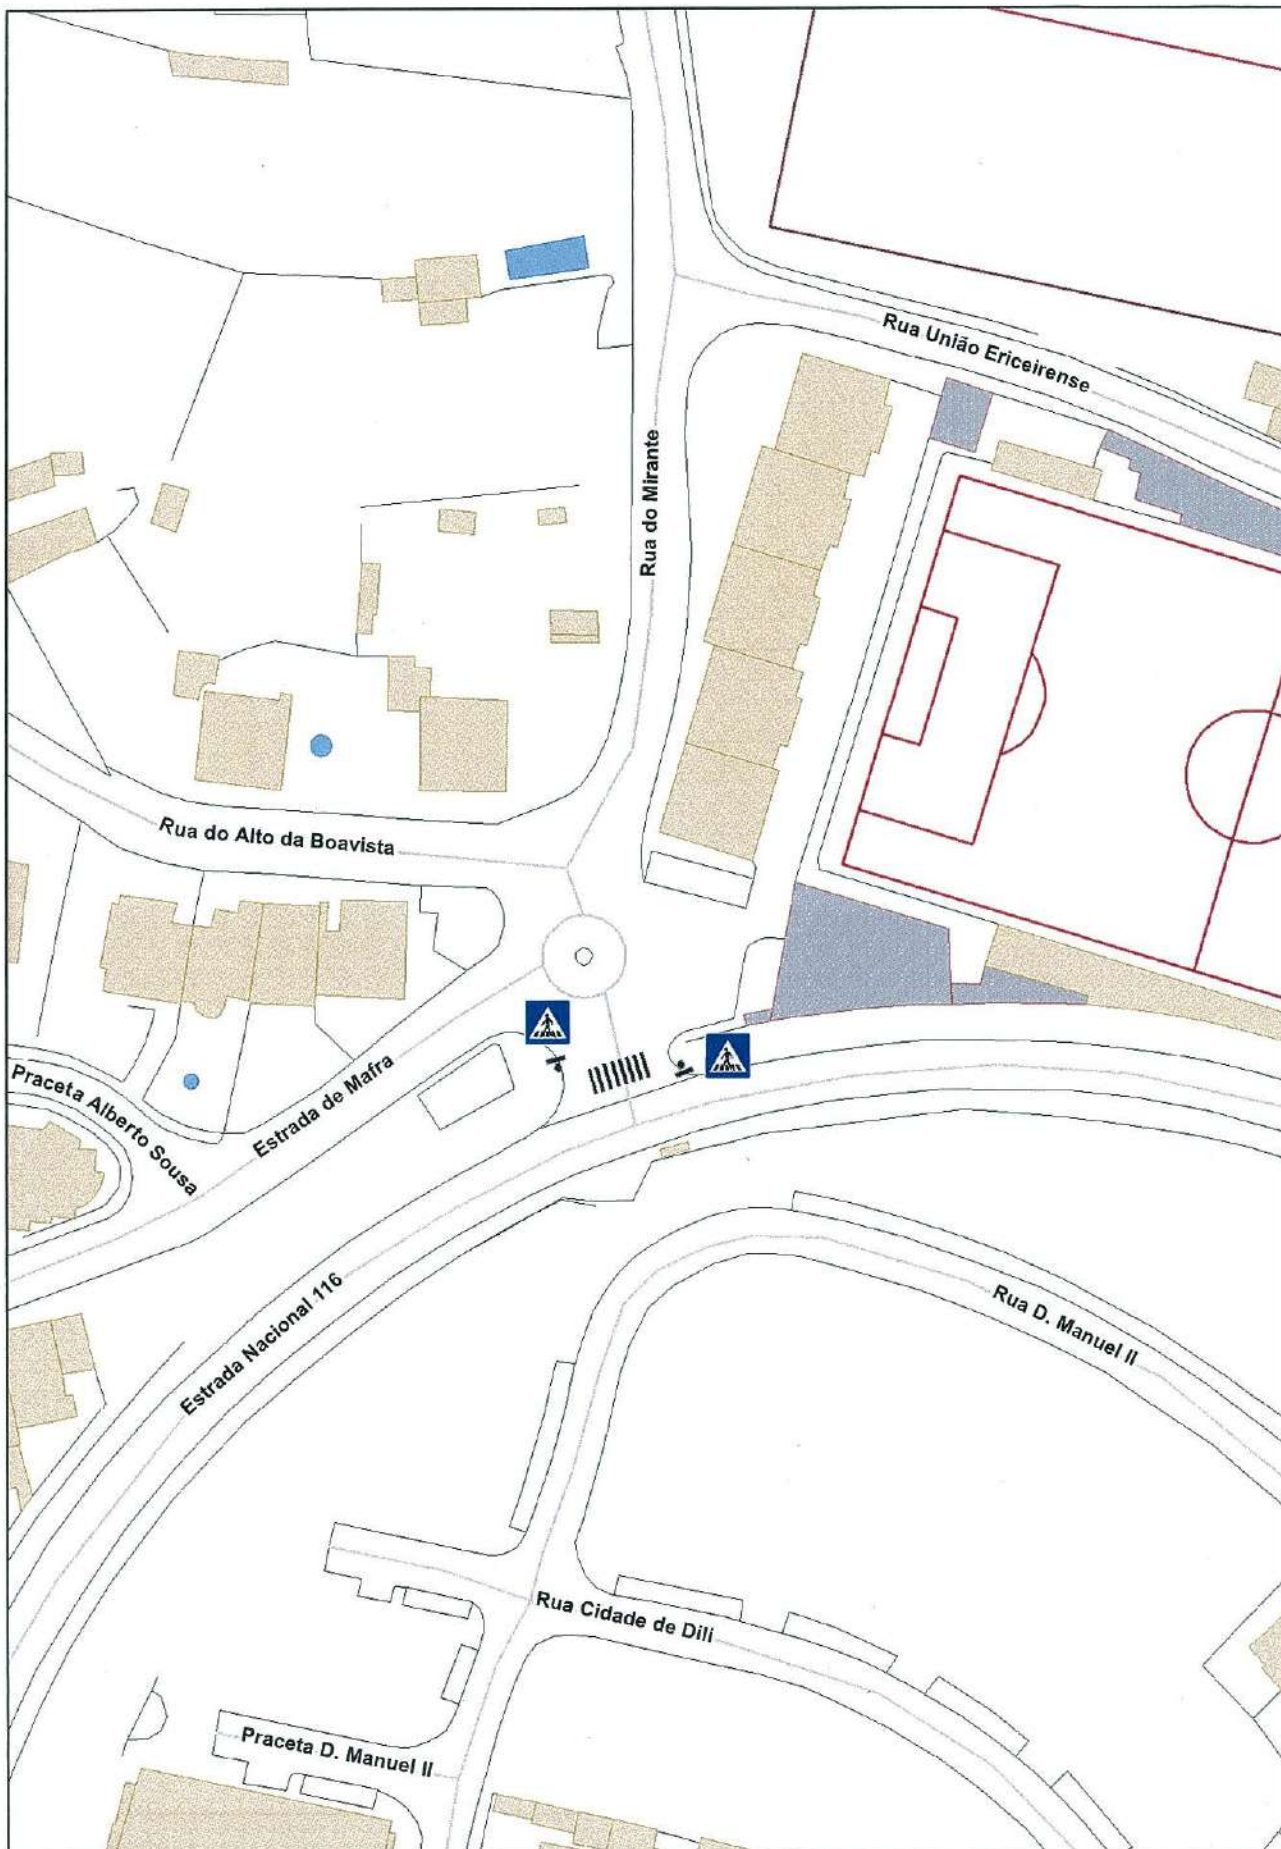 Rua União Ericeirense
Rua do Mirante
Rua do Alto da Boavista
Estrada de Mafra
Praceta Alberto Sousa
Estrada Nacional 116
Rua D. Manuel II
Rua Cidade de Dili
Praceta D. Manuel II